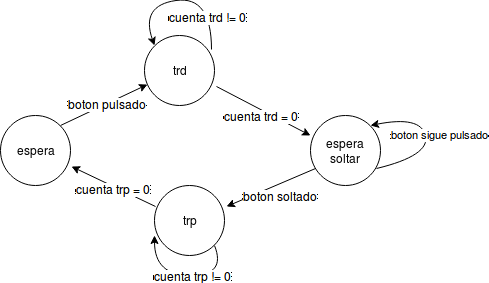 cuenta trd != 0
trd
boton pulsado
cuenta trd = 0
boton sigue pulsado
espera
espera
soltar
cuenta trp = 0
boton soltado
trp
cuenta trp != 0